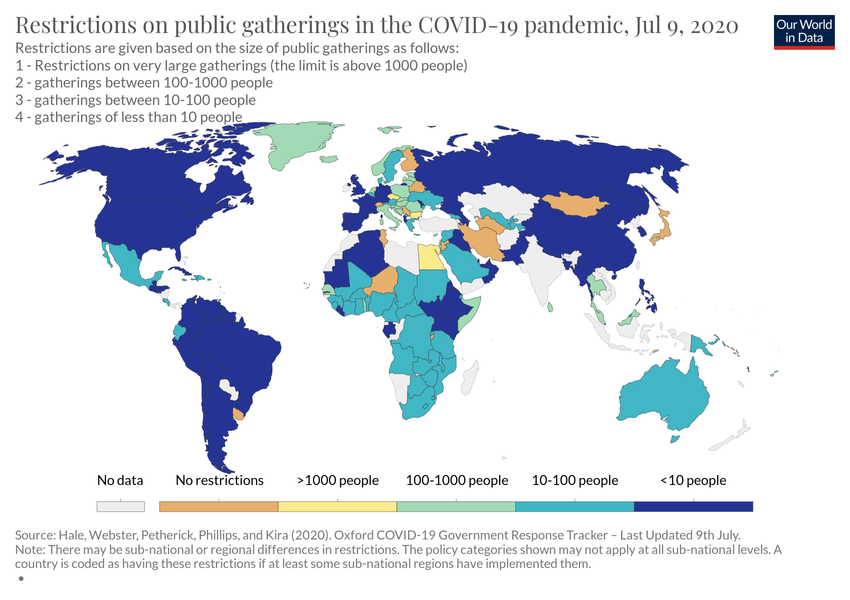 Restrictions on public gatherings in the COVID-19 pandemic, Jul 9, 2020
Our World
in Data
Restrictions are given based on the size of public gatherings as follows:
1 - Restrictions on very large gatherings (the limit is above 1000 people)
2 - gatherings between 100-1000 people
3 - gatherings between 10-100 people
4 - gatherings of less than 10 people
No data
No restrictions
>1000 people
100-1000 people
10-100 people
<10 people
Source: Hale, Webster, Petherick, Phillips, and Kira (2020). Oxford COVID-19 Government Response Tracker – Last Updated 9th July.
Note: There may be sub-national or regional differences in restrictions. The policy categories shown may not apply at all sub-national levels. A
country is coded as having these restrictions if at least some sub-national regions have implemented them.